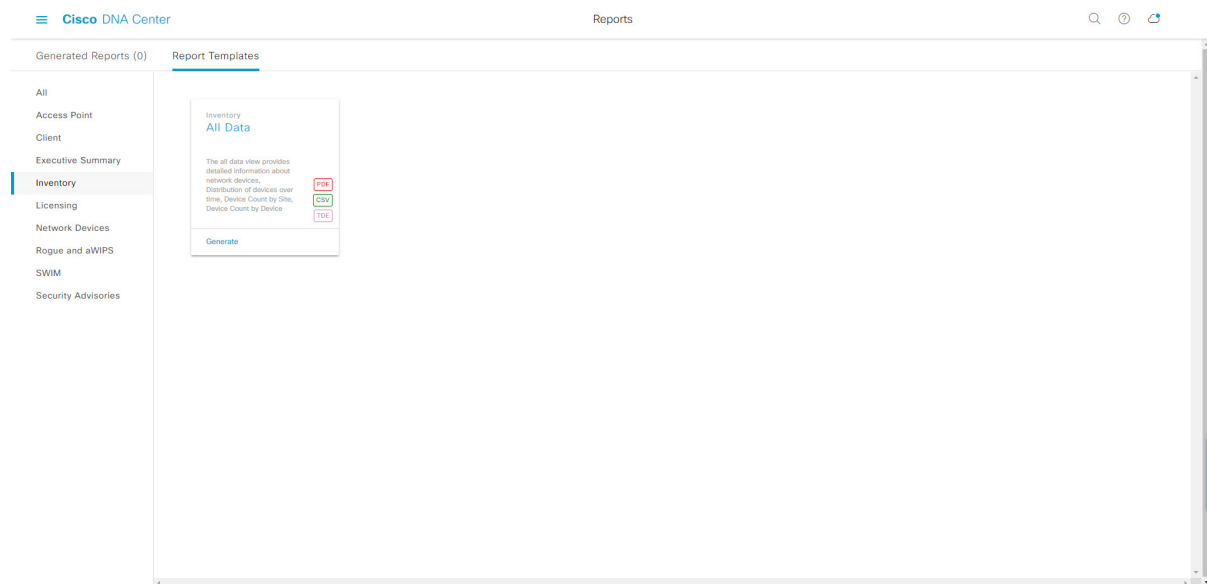 Cisco DNA Center
Reports
Generated Reports (0)
Report Templates
All
Access Point
Client
Executive Summary
Inventory
Licensing
Network Devices
Rogue and aWIPS
SWIM
Security Advisories
Inventory
All Data
The all data view provides
detailed information about
network devices,
Distribution of devices over
time, Device Count by Site,
Device Count by Device
PDF
CSV
TDE
Generate